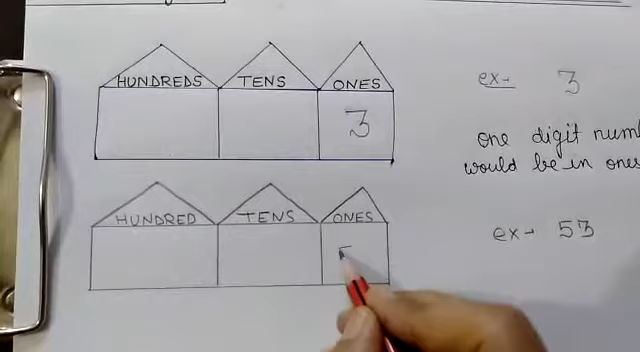 HUNDREDS TENS ONES
3
ex- 3
one digit num
would be in ones
HUNDRED TENS ONES
ex- 53